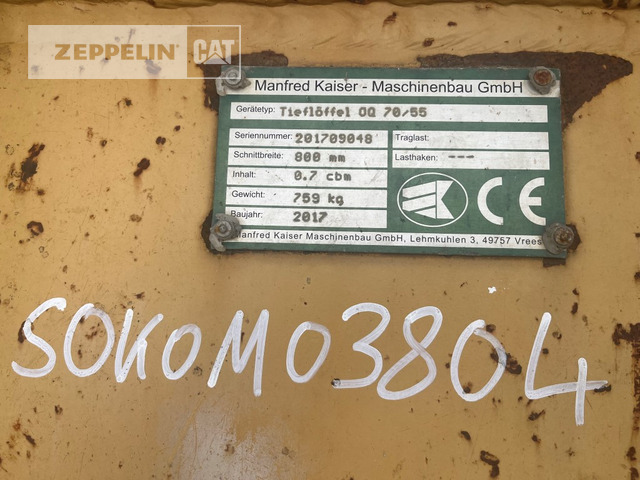 ZEPPELIN CAT
Manfred Kaiser - Maschinenbau GmbH
Gerätetyp: Tieflöffel OQ 70/55
Seriennummer: 201709048
Schnittbreite: 800 mm
Inhalt: 0.7 cbm
Gewicht: 759 kg
Baujahr: 2017
Traglast:
Lasthaken: ---
CE
Manfred Kaiser Maschinenbau GmbH, Lehmkuhlen 3, 49757 Vrees
SOKOM03804